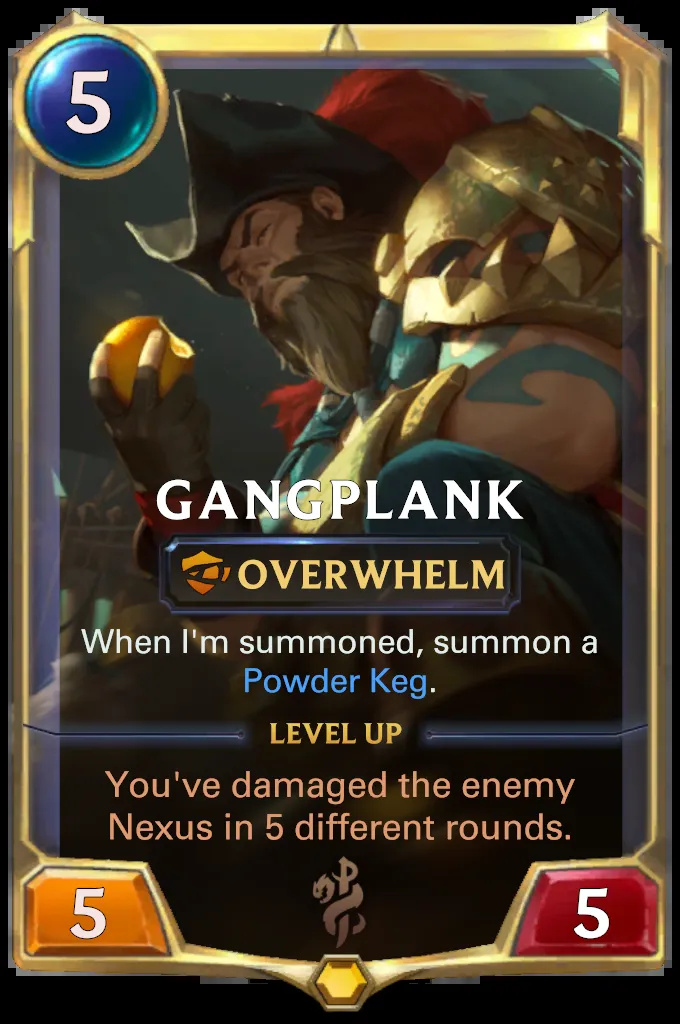 5
GANGPLANK
OVERWHELM
When I'm summoned, summon a
Powder Keg.
LEVEL UP
You've damaged the enemy
Nexus in 5 different rounds.
5
5